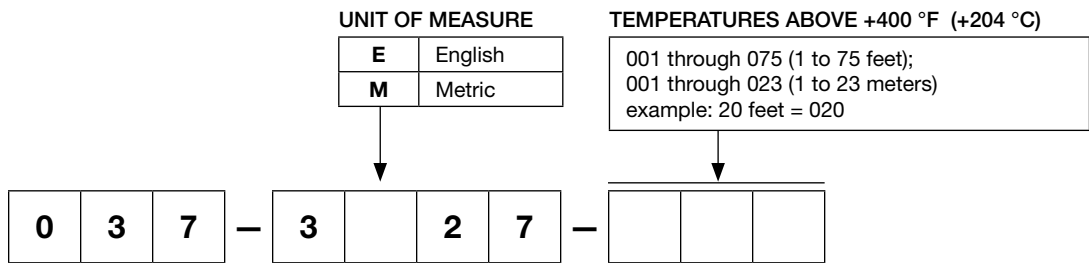 UNIT OF MEASURE
E English
M Metric
TEMPERATURES ABOVE +400 °F (+204 °C)
001 through 075 (1 to 75 feet);
001 through 023 (1 to 23 meters)
example: 20 feet = 020
0 3 7 – 3 2 7 –